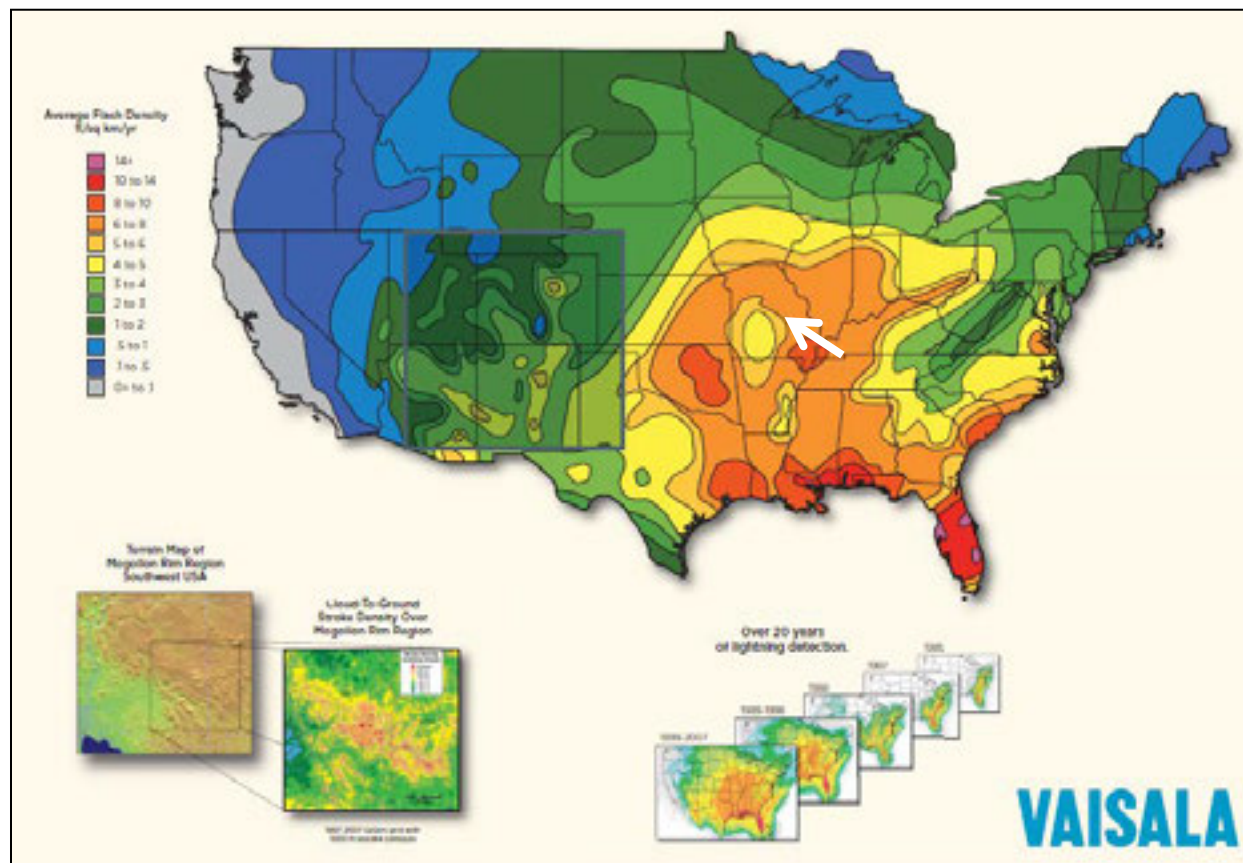 Average Flash Density
fl/sq km/yr
14+
10 to 14
8 to 10
6 to 8
5 to 6
4 to 5
3 to 4
2 to 3
1 to 2
.5 to 1
.1 to .5
0+ to .1
Terrain Map of
Mogollon Rim Region
Southwest USA
Cloud-To-Ground
Stroke Density Over
Mogollon Rim Region
Over 20 years
of lightning detection.
VAISALA